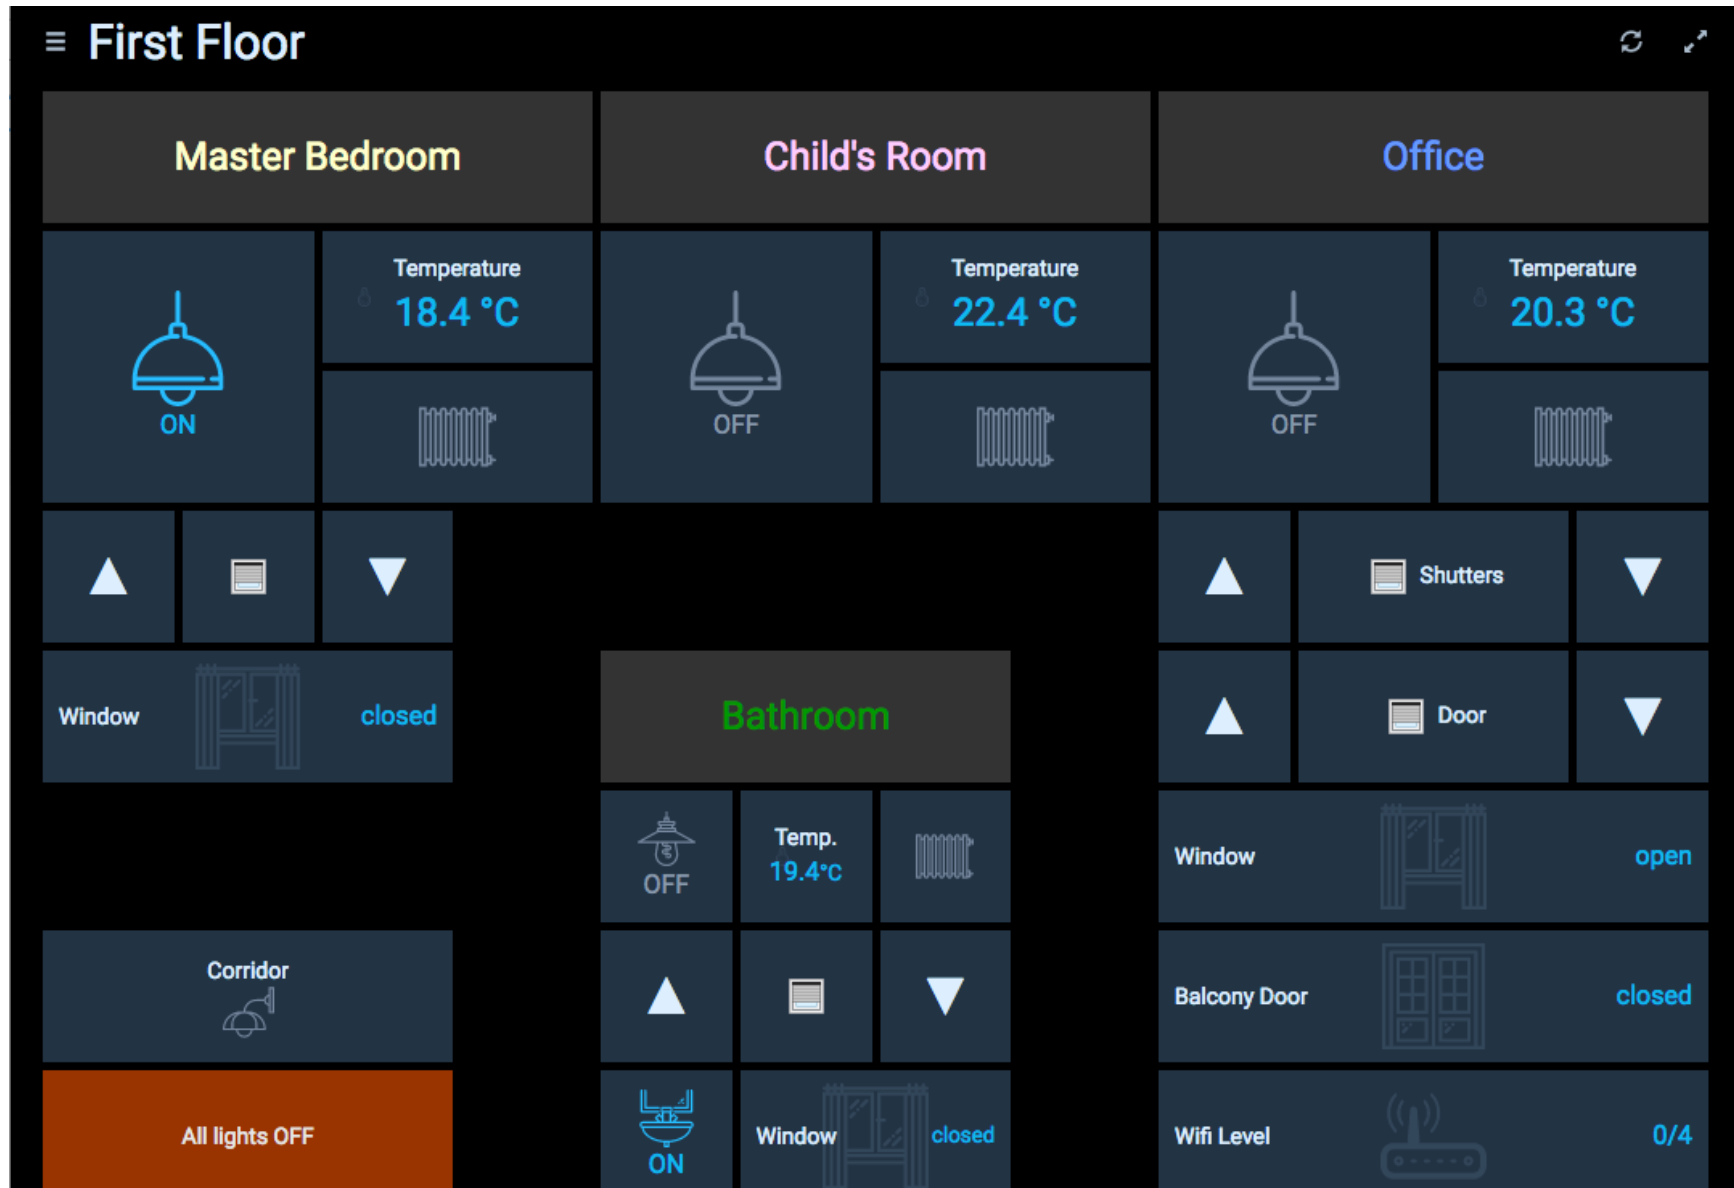 First Floor
Master Bedroom
Child's Room
Office
Temperature
18.4 °C
ON
Temperature
22.4 °C
OFF
Temperature
20.3 °C
OFF
Shutters
Door
Window closed
Bathroom
OFF
Temp.
19.4°C
Window open
Corridor
Balcony Door closed
All lights OFF
ON
Window closed
Wifi Level 0/4